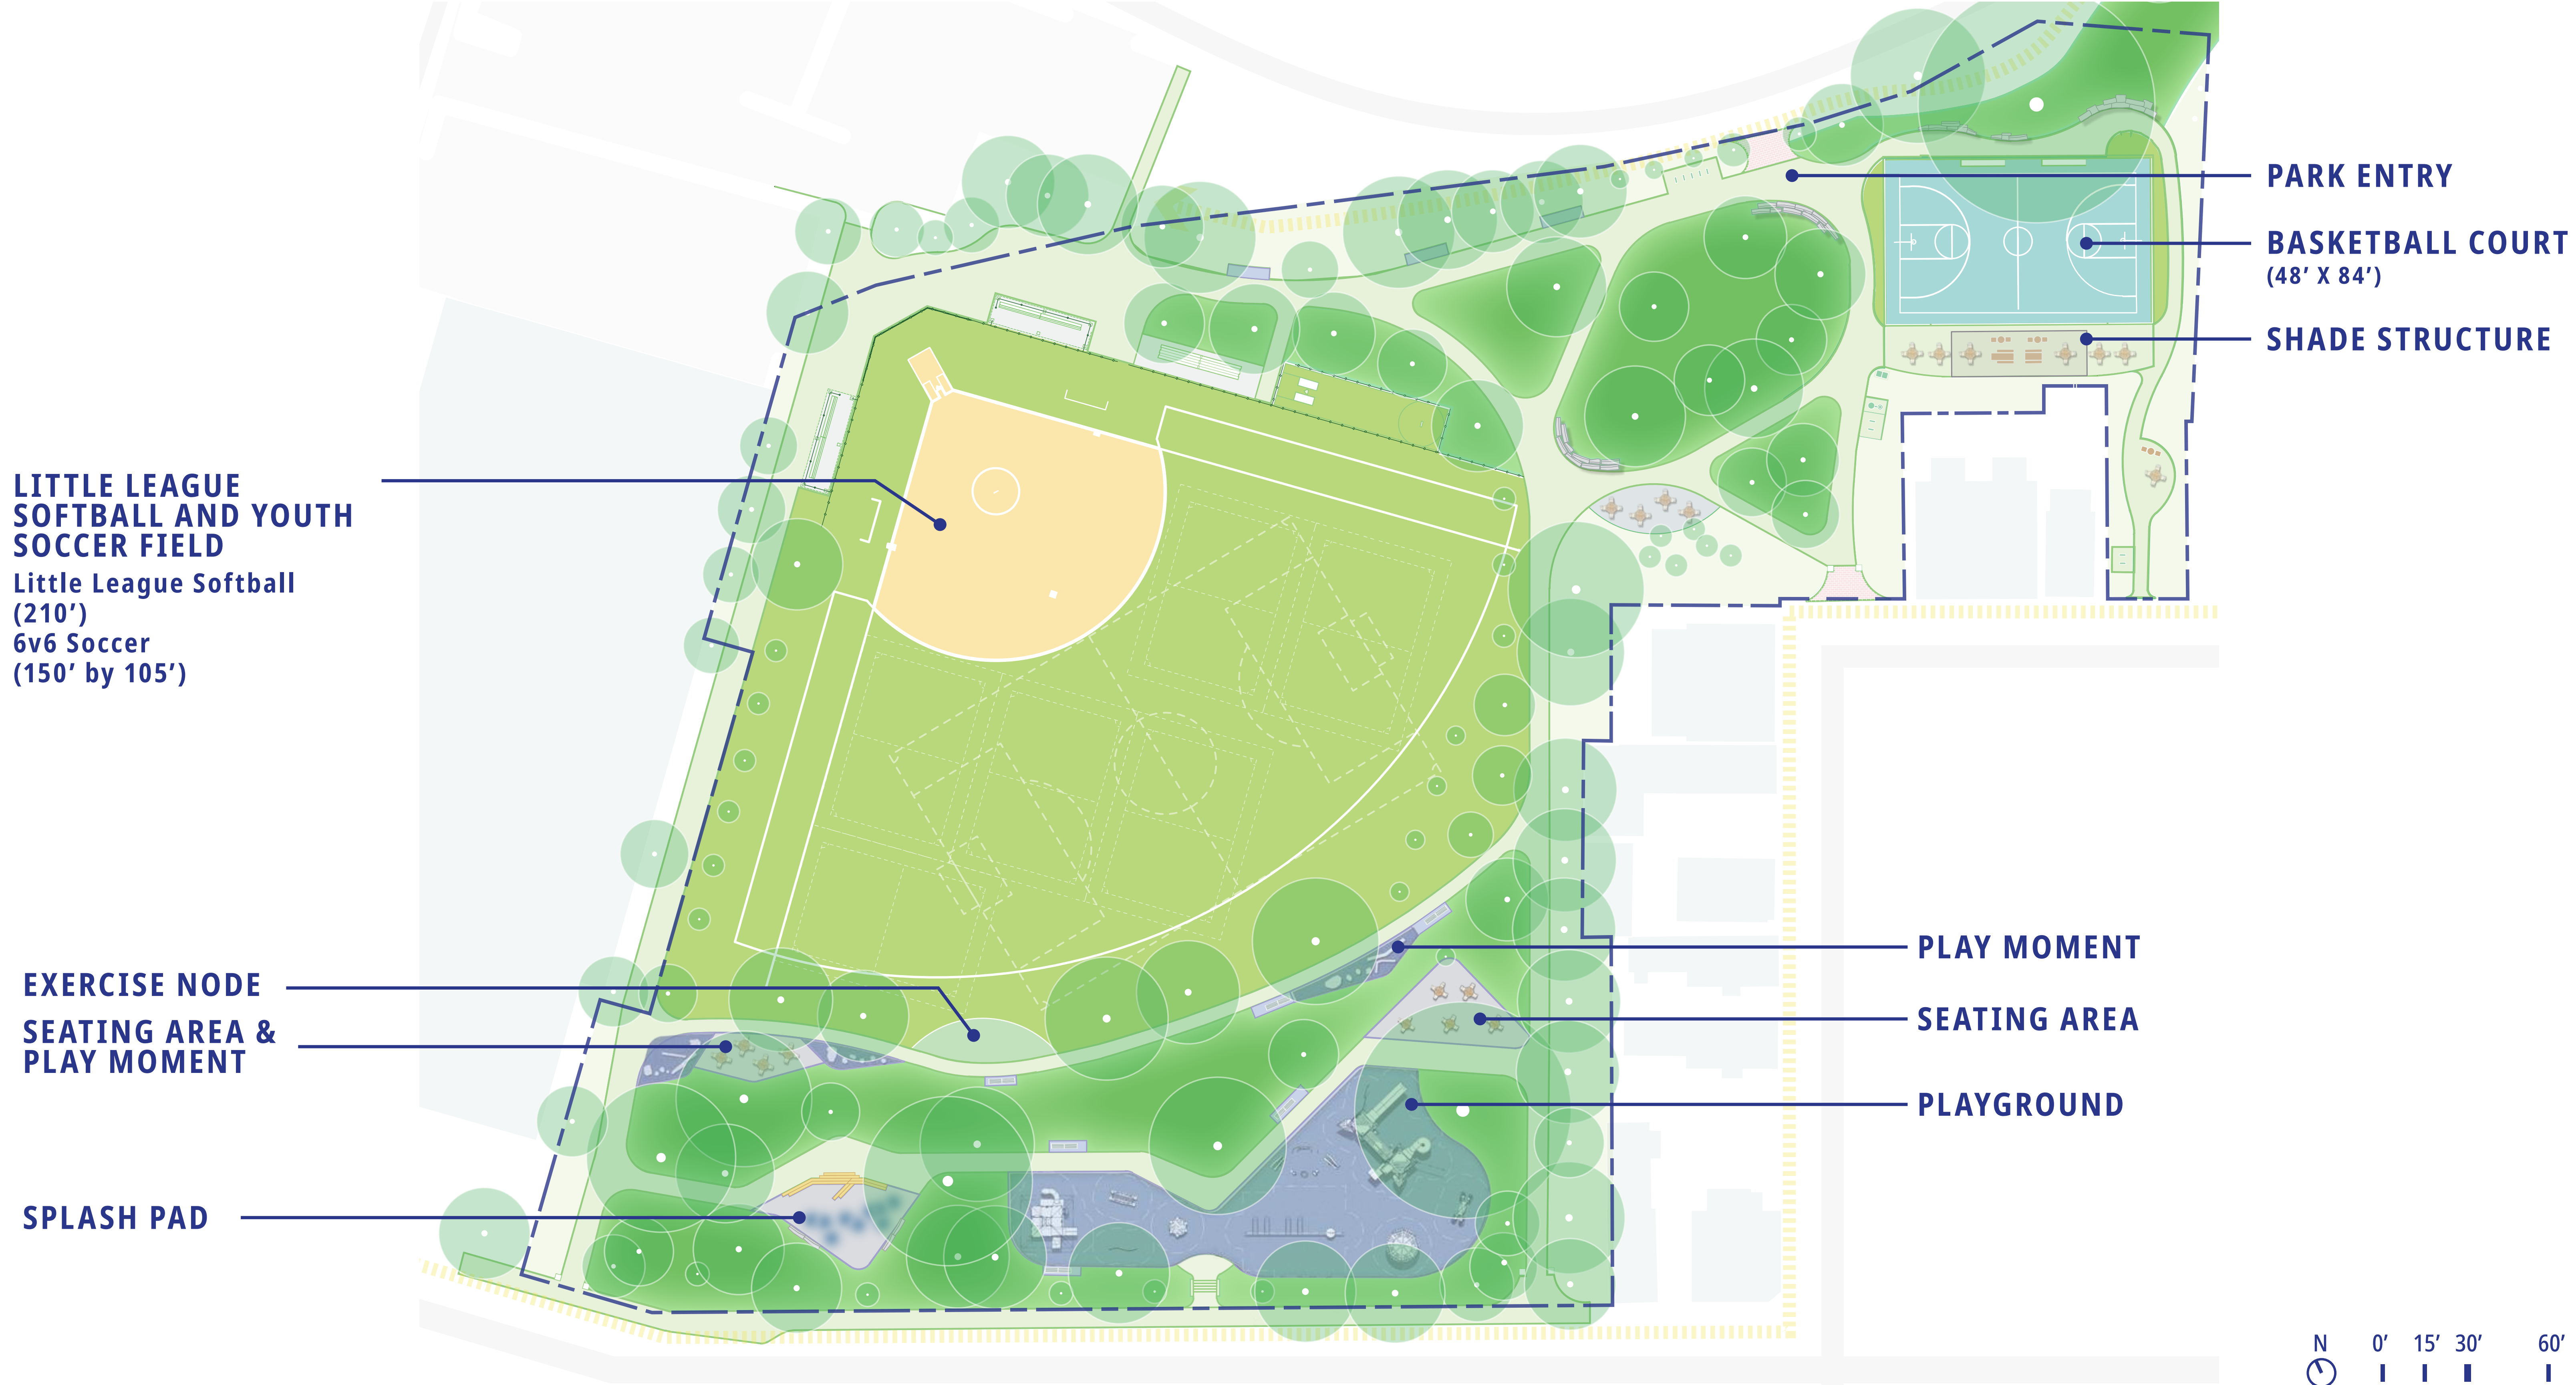 PARK ENTRY
BASKETBALL COURT
(48’ X 84’)
SHADE STRUCTURE
LITTLE LEAGUE
SOFTBALL AND YOUTH
SOCCER FIELD
Little League Softball
(210’)
6v6 Soccer
(150’ by 105’)
EXERCISE NODE
SEATING AREA &
PLAY MOMENT
SPLASH PAD
PLAY MOMENT
SEATING AREA
PLAYGROUND
N 0’ 15’ 30’ 60’